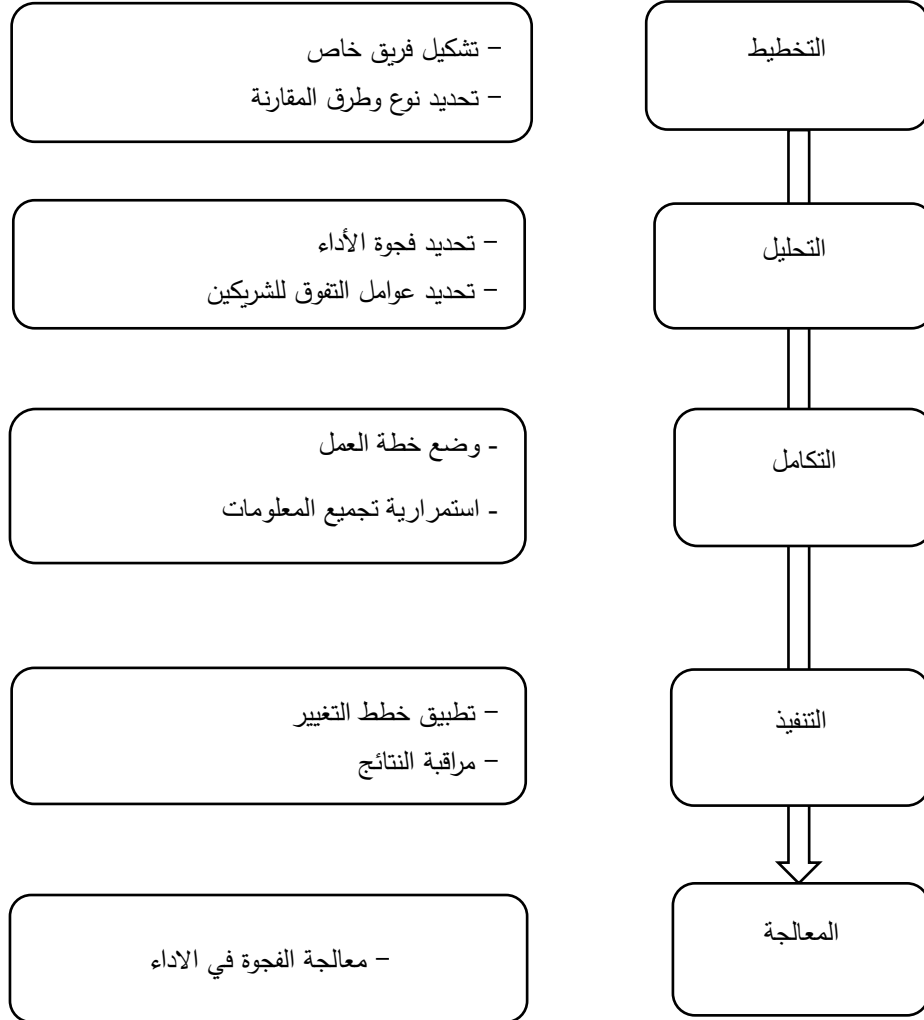 التخطيط
– تشكيل فريق خاص
– تحديد نوع وطرق المقارنة
التحليل
– تحديد فجوة الأداء
– تحديد عوامل التفوق للشريكين
التكامل
- وضع خطة العمل
- استمرارية تجميع المعلومات
التنفيذ
– تطبيق خطط التغيير
– مراقبة النتائج
المعالجة
– معالجة الفجوة في الاداء